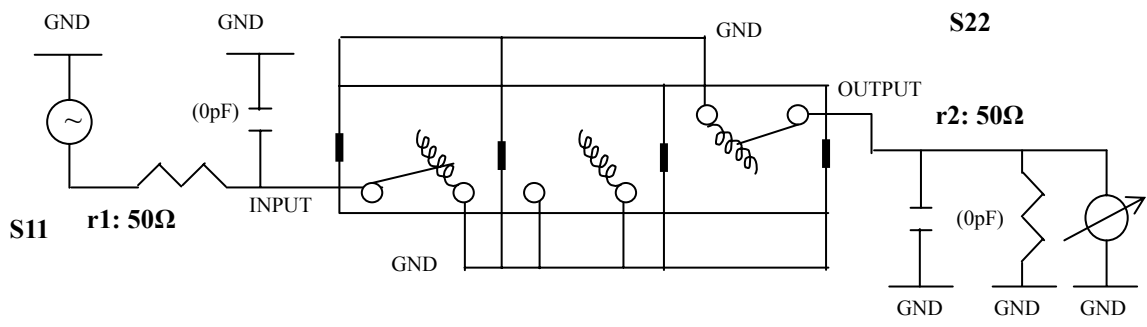 GND
GND
S22
GND
(0pF)
OUTPUT
r2: 50Ω
~
INPUT
S11
r1: 50Ω
(0pF)
GND
GND
GND
GND